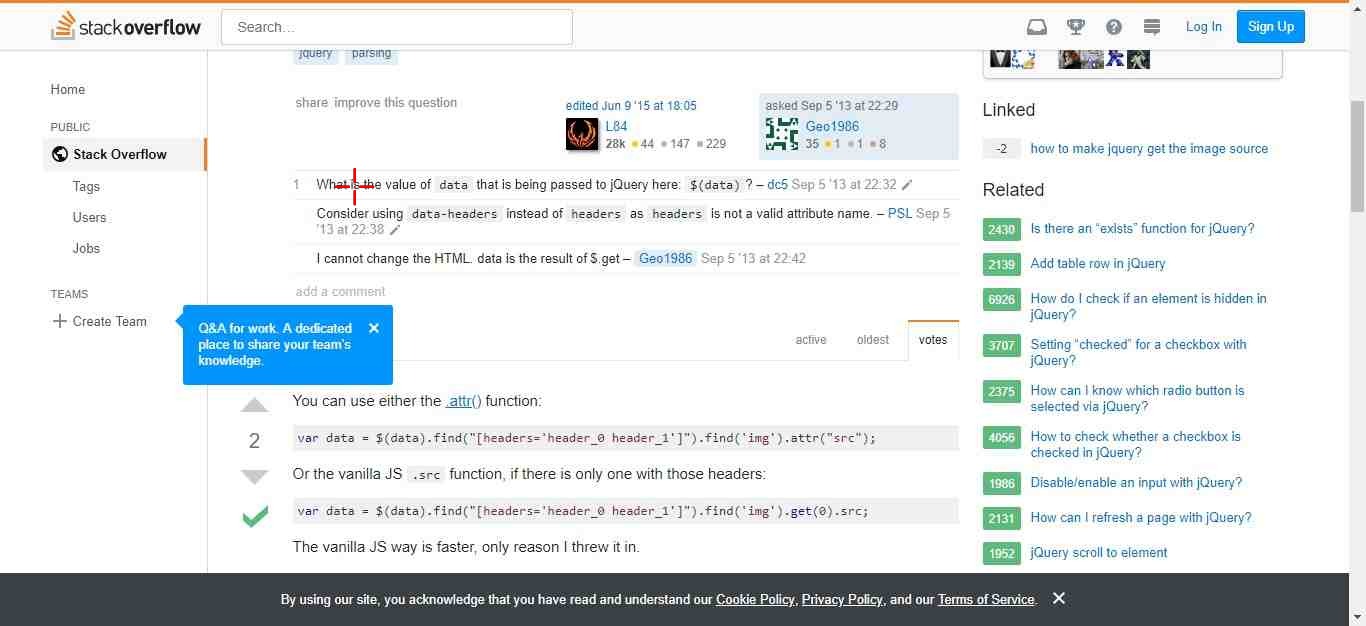 stackoverflow
Search...
Log In
Sign Up
jquery
parsing
Home
PUBLIC
Stack Overflow
Tags
Users
Jobs
TEAMS
Create Team
Q&A for work. A dedicated
place to share your team's
knowledge.
share improve this question
edited Jun 9 '15 at 18:05
L84
28k 44 147 229
asked Sep 5 '13 at 22:29
Geo1986
35 1 1 8
1 What is the value of data that is being passed to jQuery here: $(data) ? – dc5 Sep 5 '13 at 22:32
Consider using data-headers instead of headers as headers is not a valid attribute name. – PSL Sep 5
'13 at 22:38
I cannot change the HTML. data is the result of $.get – Geo1986 Sep 5 '13 at 22:42
add a comment
active
oldest
votes
You can use either the .attr() function:
2
var data = $(data).find("[headers='header_0 header_1']").find('img').attr("src");
Or the vanilla JS .src function, if there is only one with those headers:
var data = $(data).find("[headers='header_0 header_1']").find('img').get(0).src;
The vanilla JS way is faster, only reason I threw it in.
Linked
-2 how to make jquery get the image source
Related
2430 Is there an “exists” function for jQuery?
2139 Add table row in jQuery
6926 How do I check if an element is hidden in
jQuery?
3707 Setting “checked” for a checkbox with
jQuery?
2375 How can I know which radio button is
selected via jQuery?
4056 How to check whether a checkbox is
checked in jQuery?
1986 Disable/enable an input with jQuery?
2131 How can I refresh a page with jQuery?
1952 jQuery scroll to element
By using our site, you acknowledge that you have read and understand our Cookie Policy, Privacy Policy, and our Terms of Service.